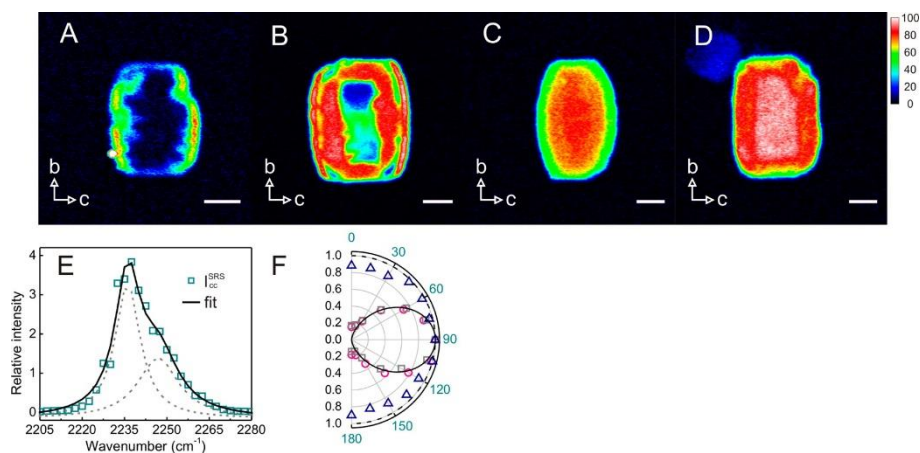 A
B
C
D
100
80
60
40
20
0
b
c
b
c
b
c
b
c
E
F
4
3
2
1
0
Relative intensity
I_cc^SRS
fit
2205 2220 2235 2250 2265 2280
Wavenumber (cm⁻¹)
0
30
60
90
120
150
180
1.0
0.8
0.6
0.4
0.2
0.0
0.2
0.4
0.6
0.8
1.0